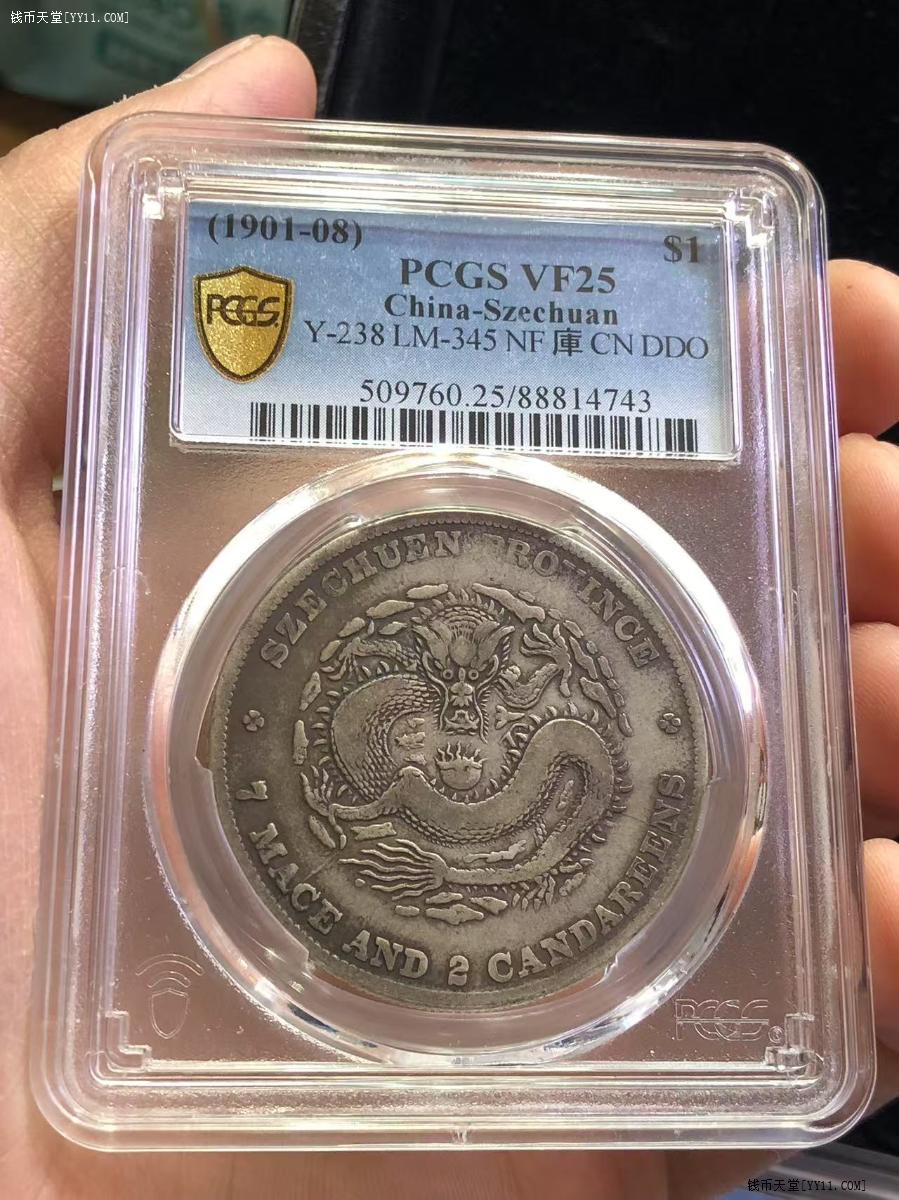 钱币天堂[YY11.COM]
(1901-08)
$1
PCGS VF25
China-Szechuan
PCGS
Y-238 LM-345 NF 庫 CN DDO
509760.25/88814743
SZECHUEN PROVINCE
7 MACE AND 2 CANDAREENS
PCGS
钱币天堂[YY11.COM]